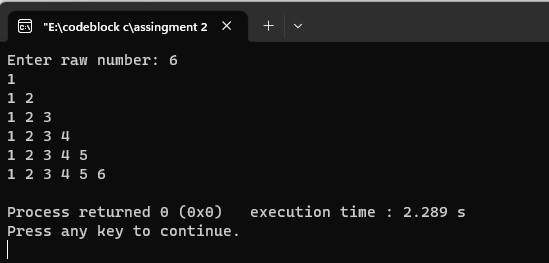 "E:\codeblock c\assingment 2
Enter raw number: 6
1
1 2
1 2 3
1 2 3 4
1 2 3 4 5
1 2 3 4 5 6
Process returned 0 (0x0)   execution time : 2.289 s
Press any key to continue.